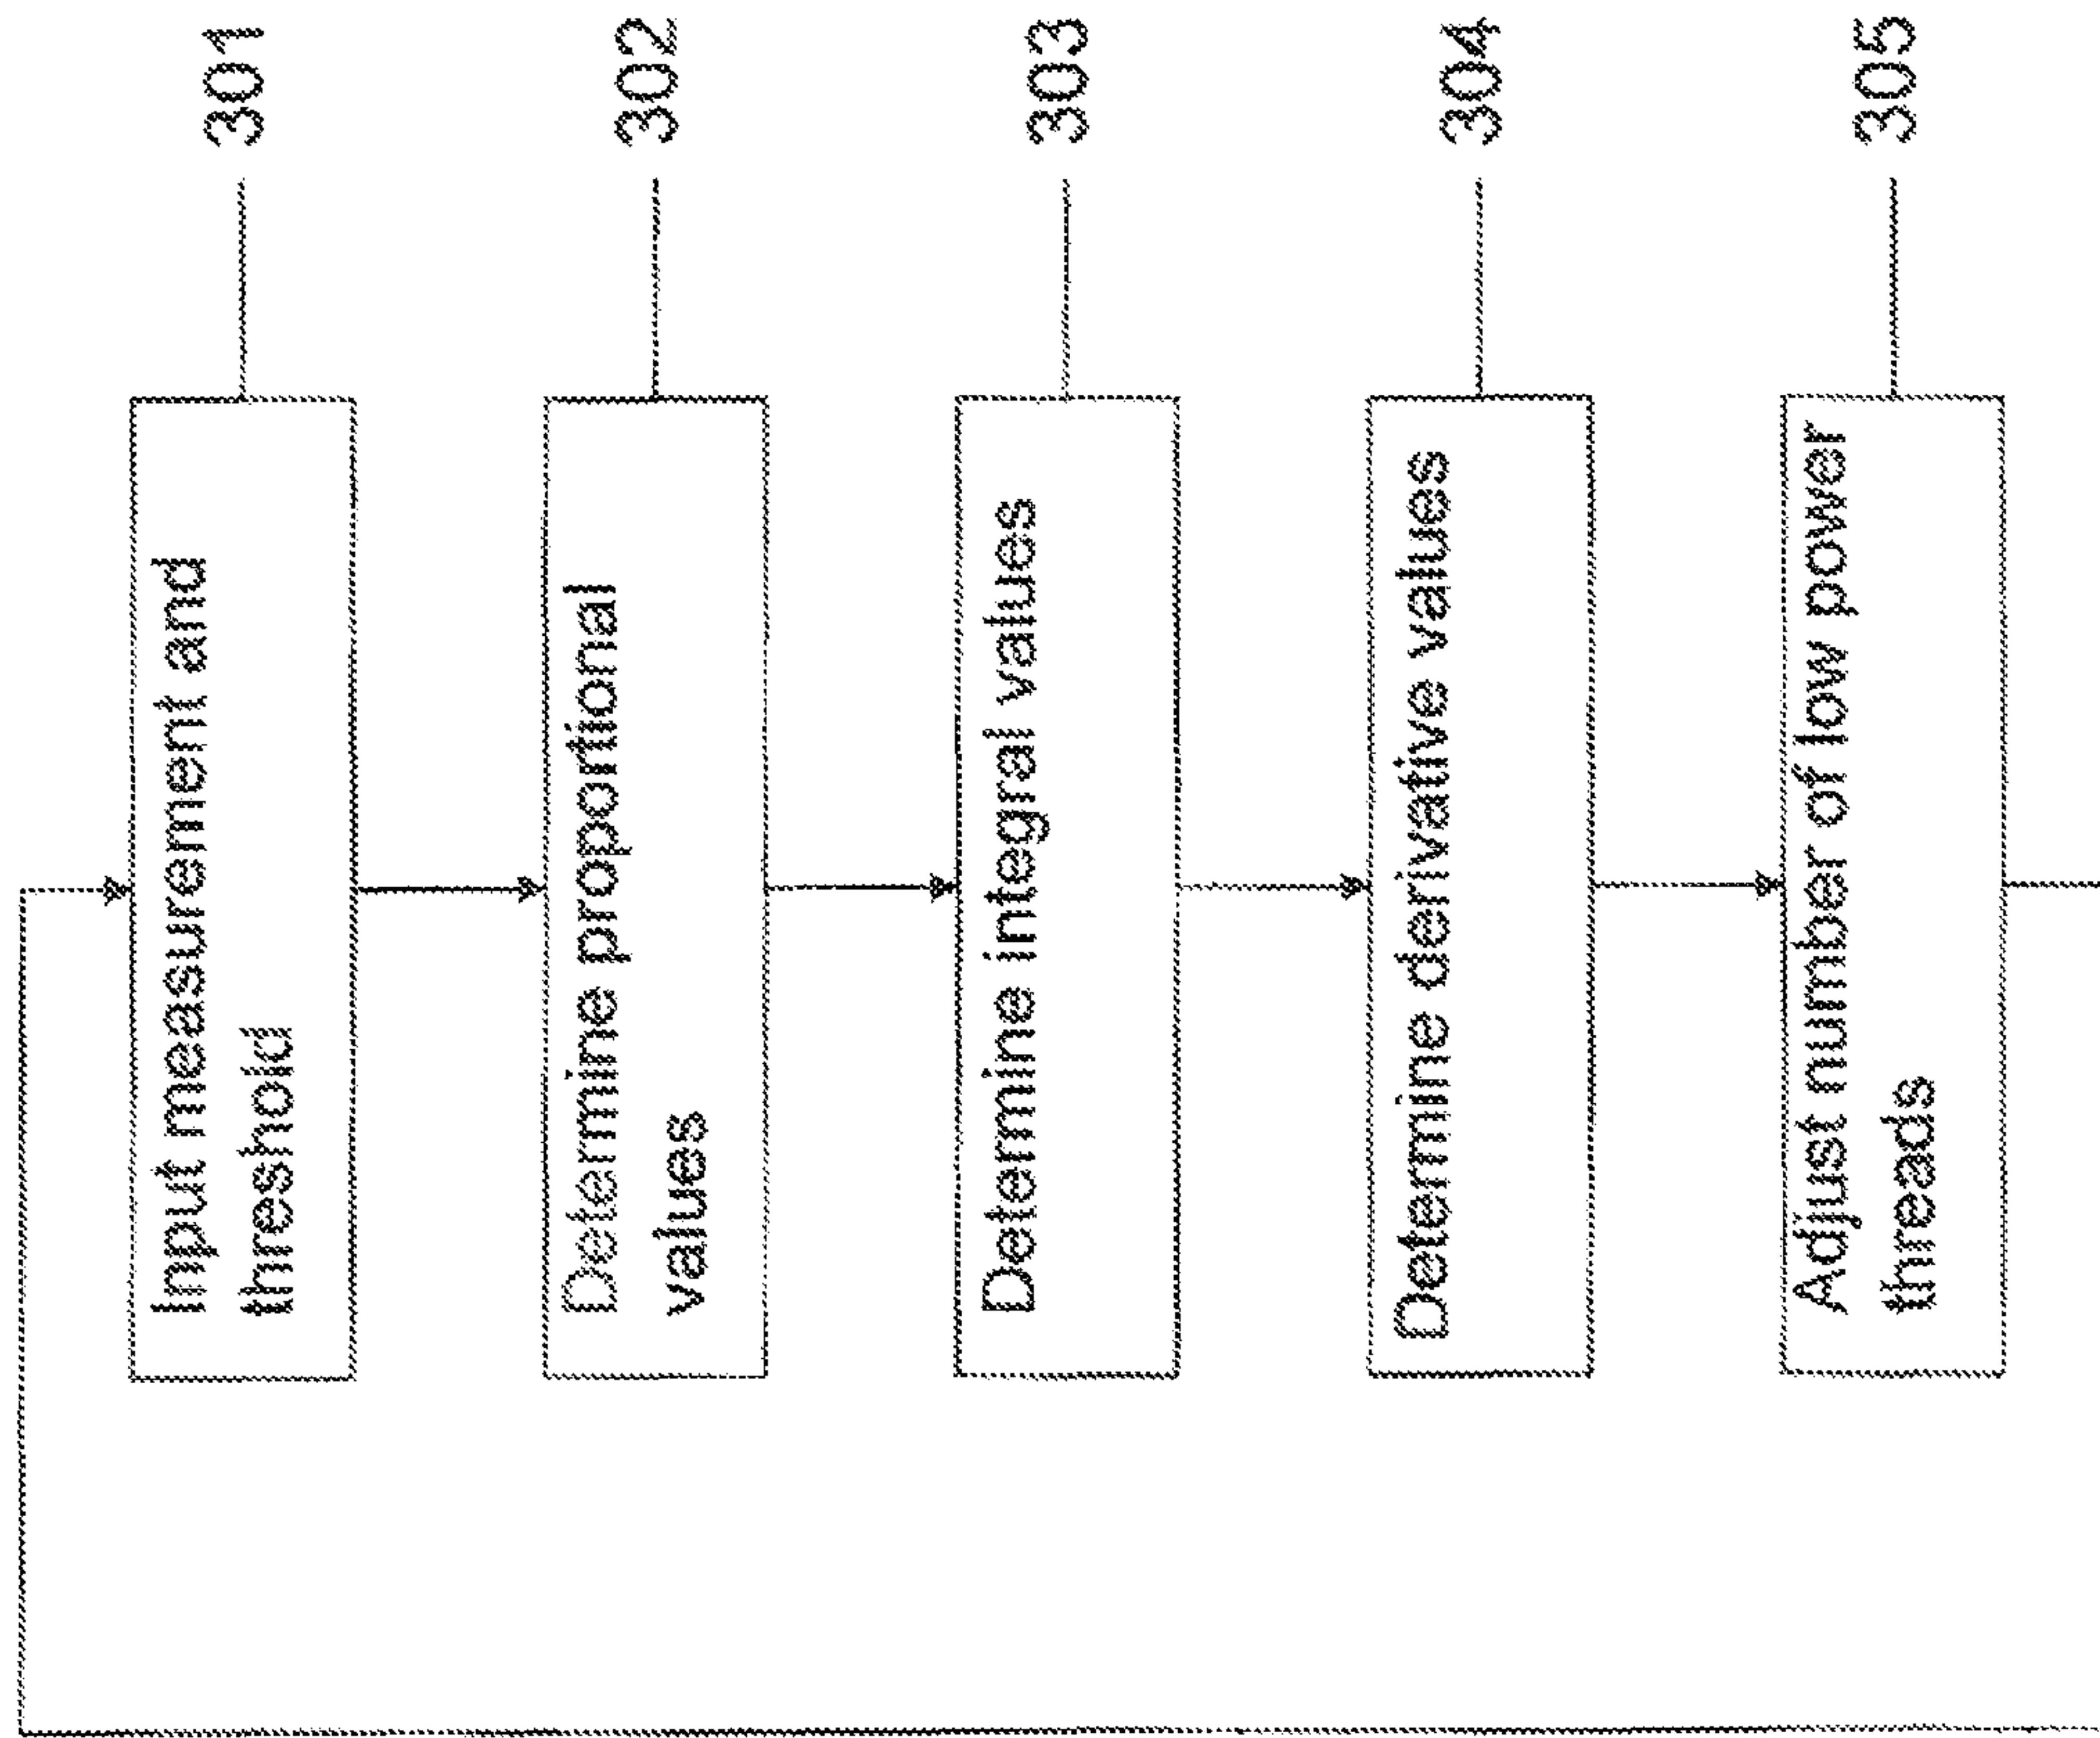 Input measurement and
threshold
301
Determine proportional
values
302
Determine integral values
303
Determine derivative values
304
Adjust number of low power
threads
305